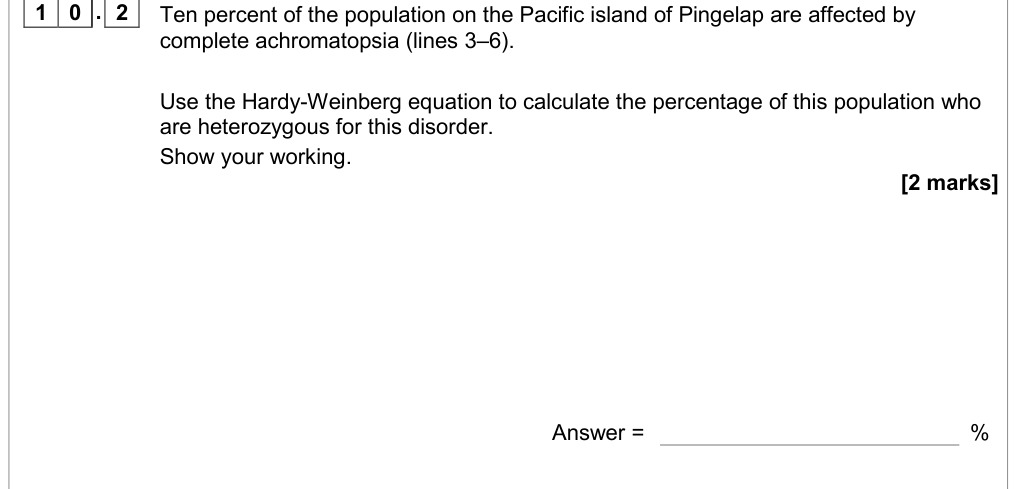 10.2 Ten percent of the population on the Pacific island of Pingelap are affected by
complete achromatopsia (lines 3–6).
Use the Hardy-Weinberg equation to calculate the percentage of this population who
are heterozygous for this disorder.
Show your working.
[2 marks]
Answer = %